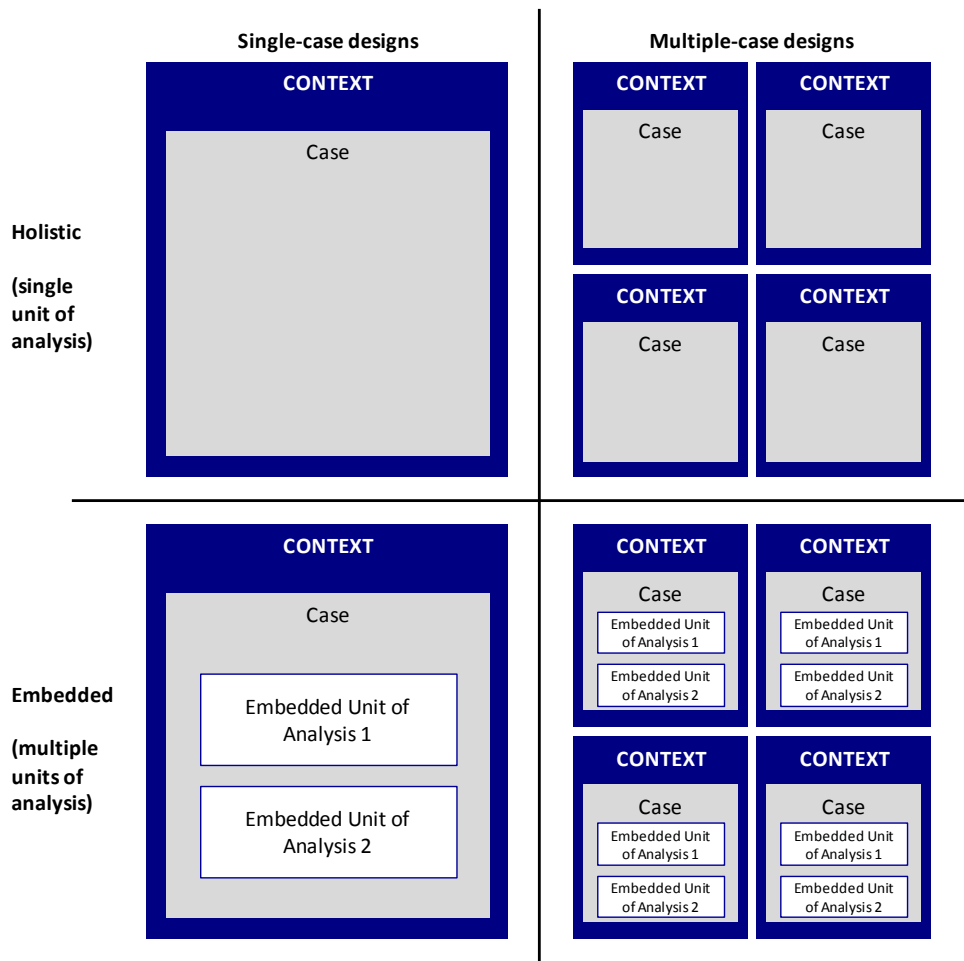 Single-case designs
Multiple-case designs
Holistic
(single
unit of
analysis)
CONTEXT
Case
CONTEXT
Case
CONTEXT
Case
CONTEXT
Case
CONTEXT
Case
Embedded
(multiple
units of
analysis)
CONTEXT
Case
Embedded Unit of
Analysis 1
Embedded Unit of
Analysis 2
CONTEXT
Case
Embedded Unit
of Analysis 1
Embedded Unit
of Analysis 2
CONTEXT
Case
Embedded Unit
of Analysis 1
Embedded Unit
of Analysis 2
CONTEXT
Case
Embedded Unit
of Analysis 1
Embedded Unit
of Analysis 2
CONTEXT
Case
Embedded Unit
of Analysis 1
Embedded Unit
of Analysis 2